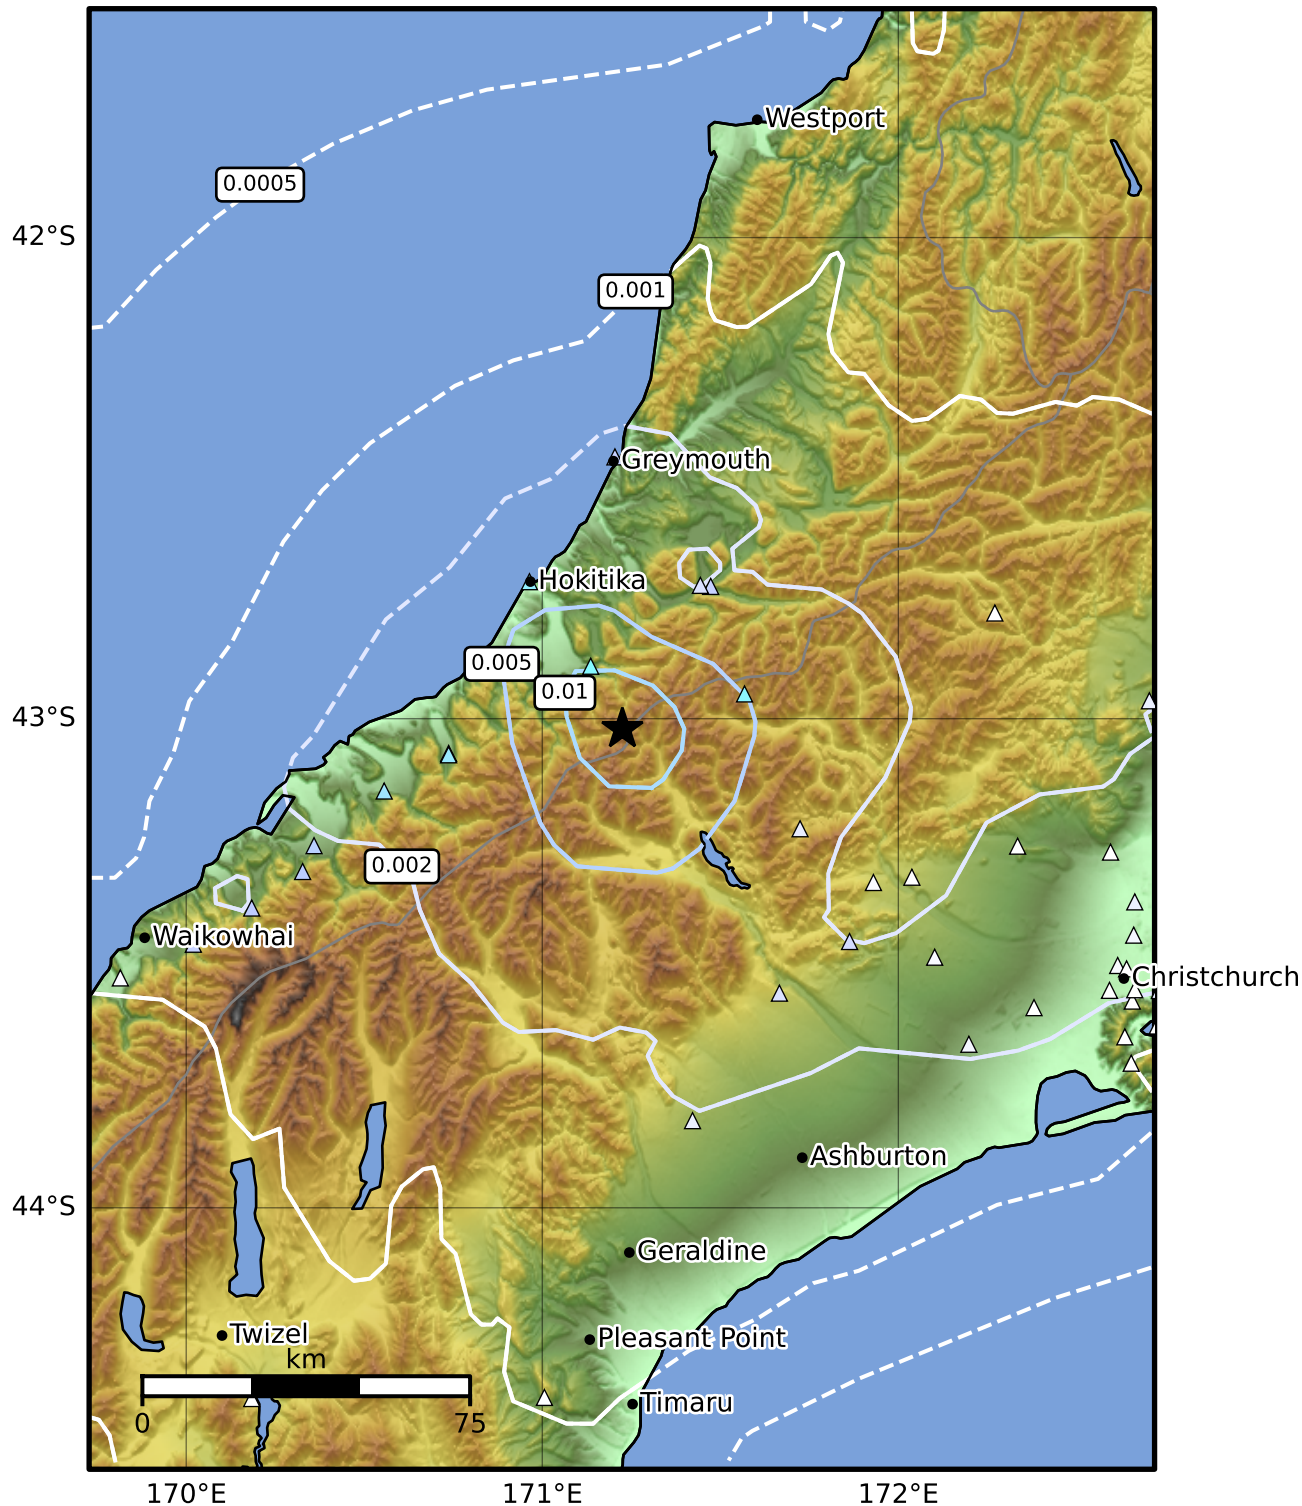 Westport
0.0005
42°S
0.001
Greymouth
Hokitika
0.005
0.01
43°S
0.002
Waikowhai
Christchurch
Ashburton
44°S
Geraldine
Twizel
Pleasant Point
km
Timaru
0 75
170°E 171°E 172°E